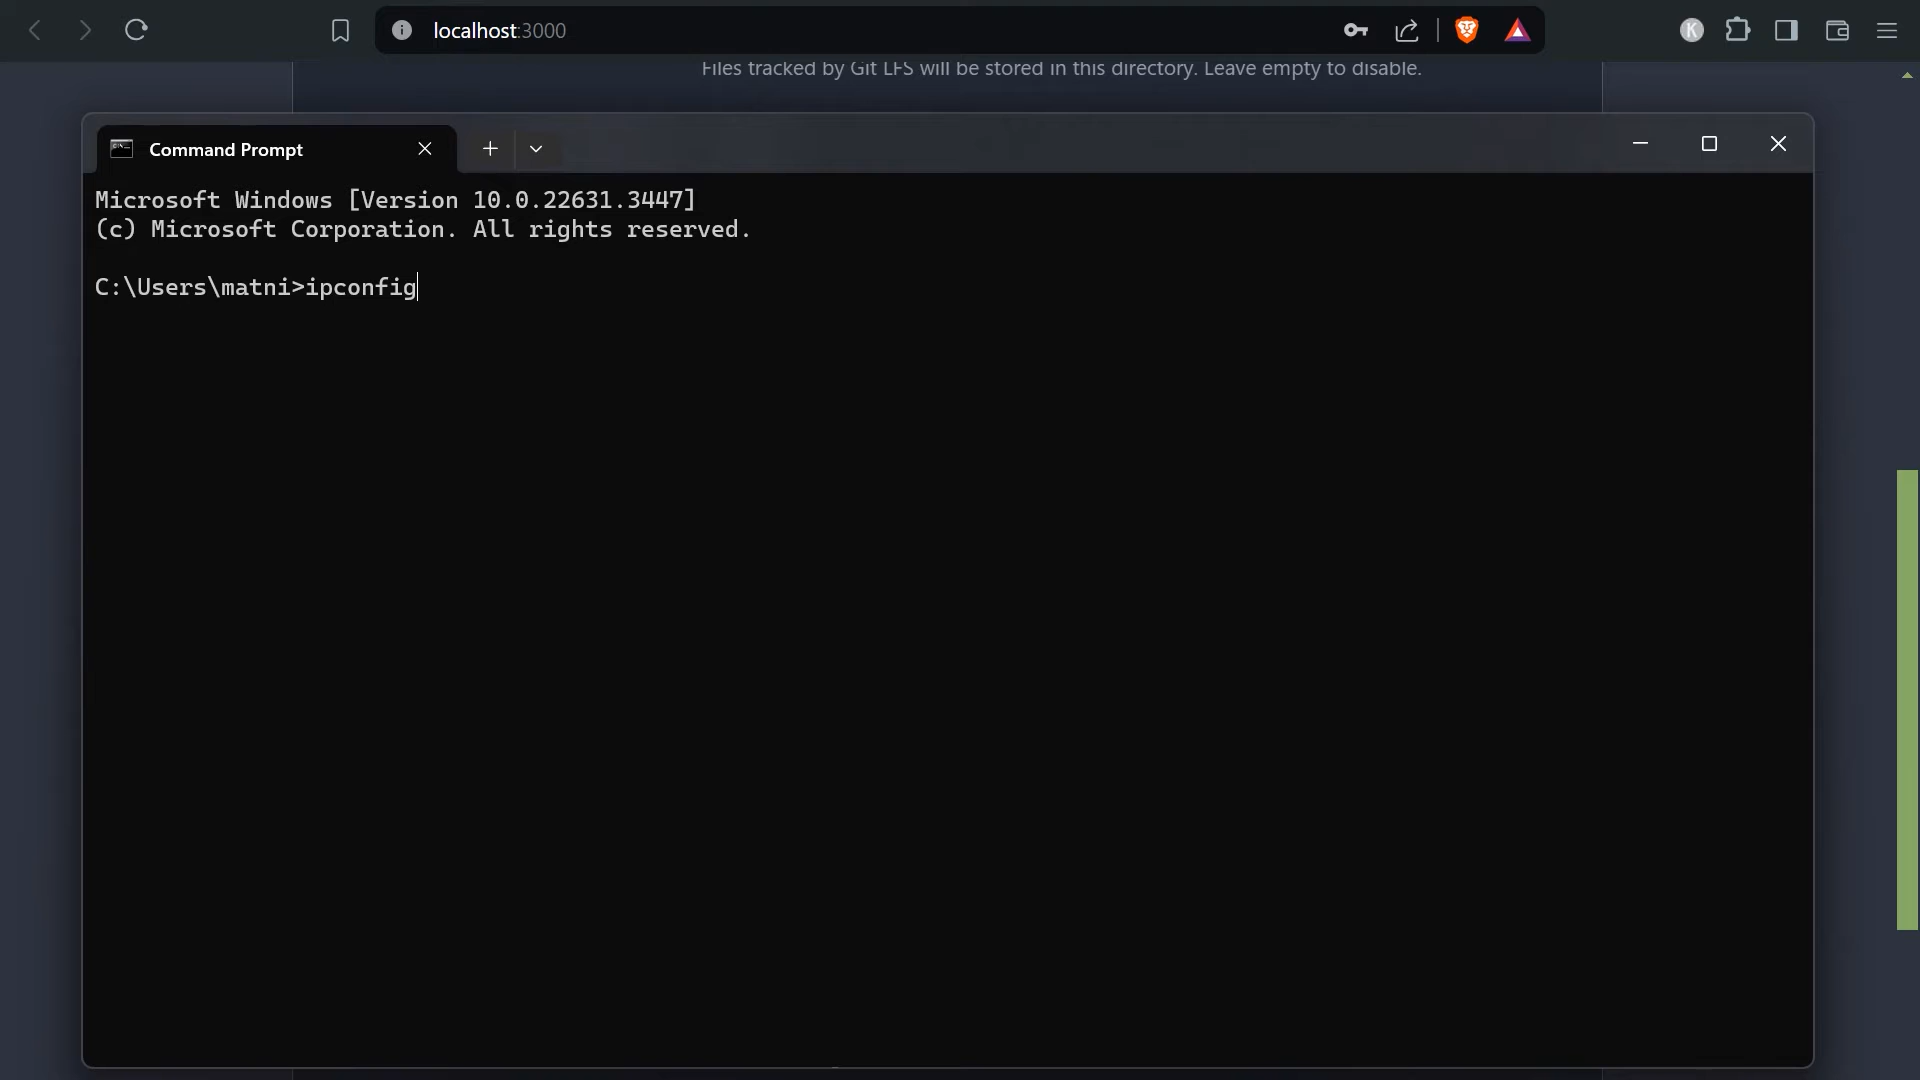 localhost:3000
K
Files tracked by Git LFS will be stored in this directory. Leave empty to disable.
Command Prompt
Microsoft Windows [Version 10.0.22631.3447]
(c) Microsoft Corporation. All rights reserved.
C:\Users\matni>ipconfig